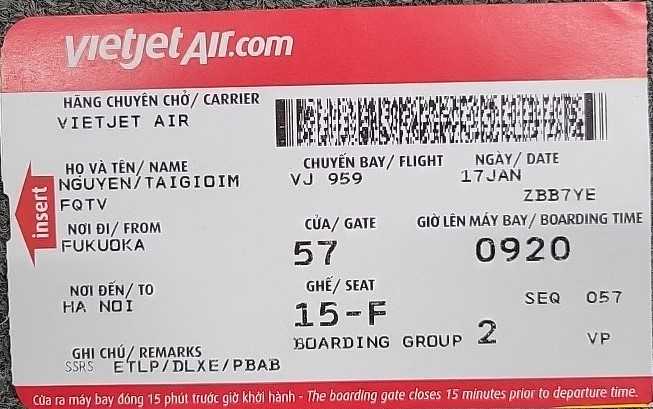 vietjetAir.com
HÃNG CHUYÊN CHỞ/ CARRIER
VIETJET AIR
HỌ VÀ TÊN/ NAME
NGUYEN/TAIGIOIM
FQTV
CHUYẾN BAY/ FLIGHT
VJ 959
NGÀY/ DATE
17JAN
ZBB7YE
insert
NƠI ĐI/ FROM
FUKUOKA
CỬA/ GATE
57
GIỜ LÊN MÁY BAY/ BOARDING TIME
0920
NƠI ĐẾN/ TO
HA NOI
GHẾ/ SEAT
15-F
SEQ 057
BOARDING GROUP 2
VP
GHI CHÚ/ REMARKS
SSRS ETLP/DLXE/PBAB
Cửa ra máy bay đóng 15 phút trước giờ khởi hành - The boarding gate closes 15 minutes prior to departure time.